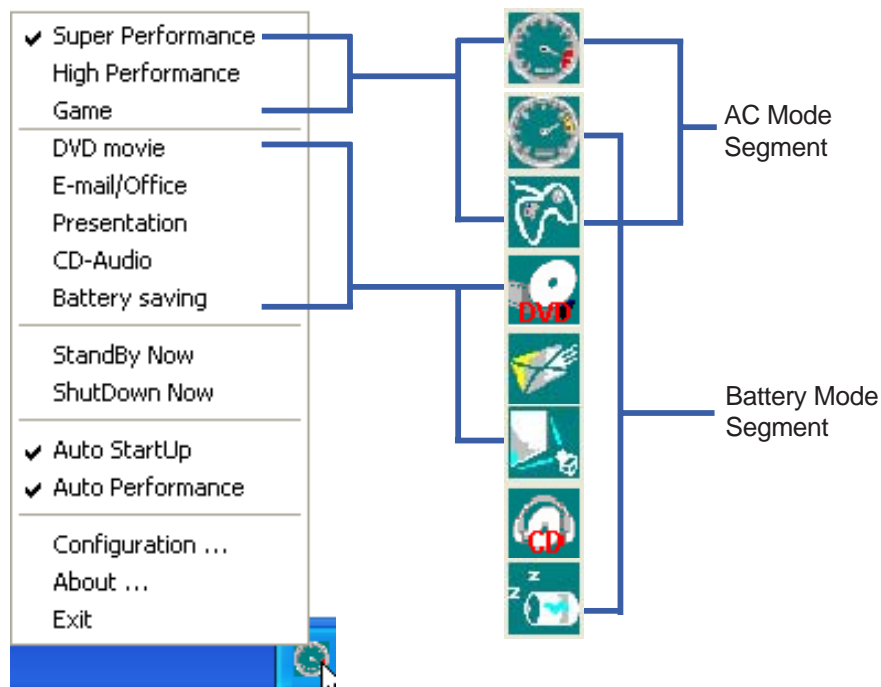 Super Performance
High Performance
Game
DVD movie
E-mail/Office
Presentation
CD-Audio
Battery saving
StandBy Now
ShutDown Now
Auto StartUp
Auto Performance
Configuration ...
About ...
Exit
DVD
CD
z
z
AC Mode
Segment
Battery Mode
Segment